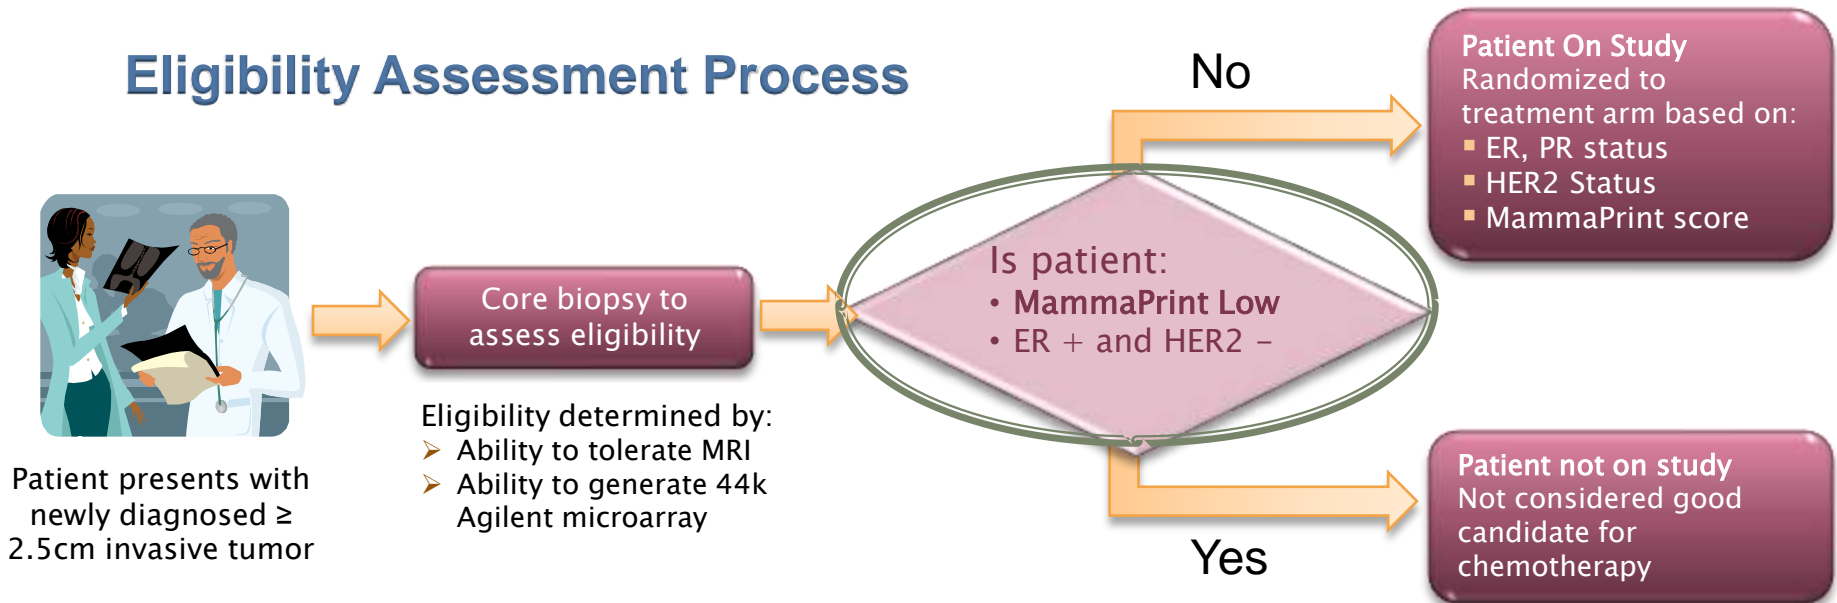 Eligibility Assessment Process
Patient presents with
newly diagnosed ≥
2.5cm invasive tumor
Core biopsy to
assess eligibility
Eligibility determined by:
➢ Ability to tolerate MRI
➢ Ability to generate 44k
Agilent microarray
Is patient:
• MammaPrint Low
• ER + and HER2 –
No
Patient On Study
Randomized to
treatment arm based on:
▪ ER, PR status
▪ HER2 Status
▪ MammaPrint score
Yes
Patient not on study
Not considered good
candidate for
chemotherapy